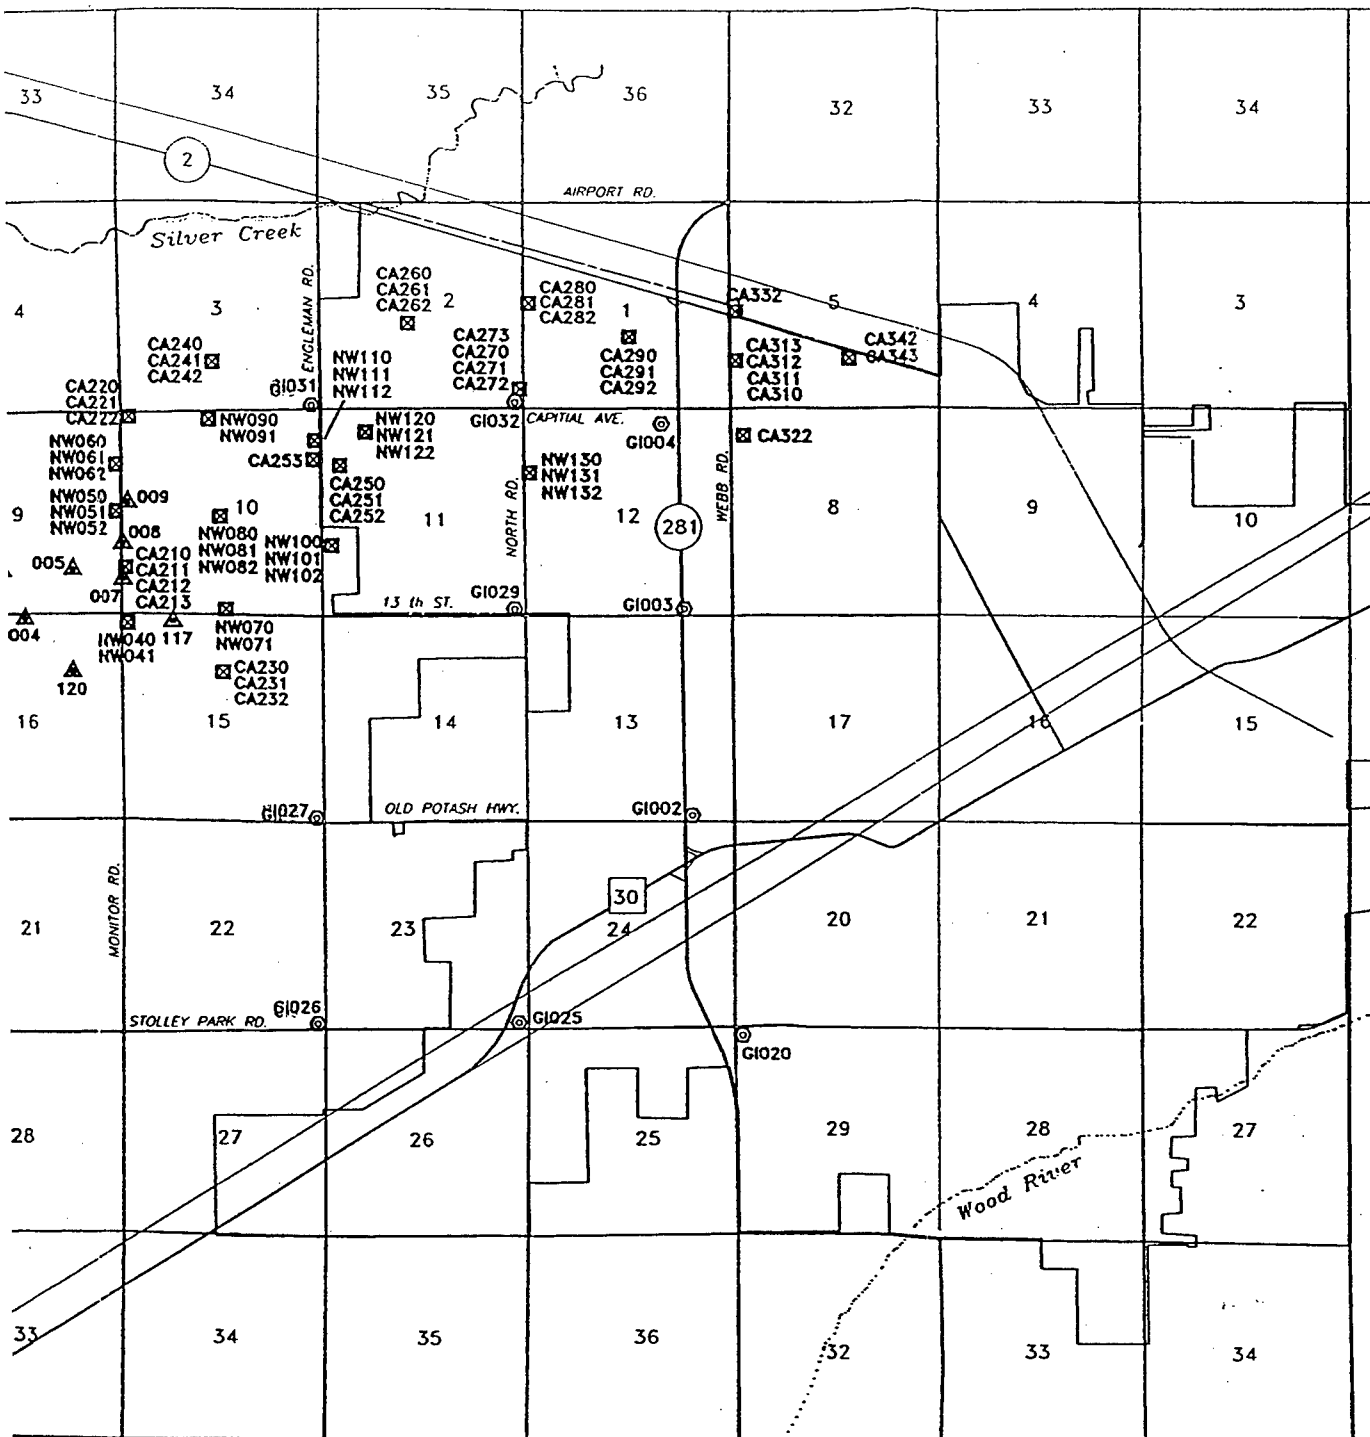 33
34
35
36
32
33
34
2
AIRPORT RD.
Silver Creek
ENGLEMAN RD.
4
3
CA260
CA261
CA262
2
CA280
CA281
CA282
1
CA332
5
4
3
CA240
CA241
CA242
NW110
NW111
NW112
CA273
CA270
CA271
CA272
CA290
CA291
CA292
CA313
CA312
CA311
CA310
CA342
CA343
CA220
CA221
CA222
GI031
GI032
CAPITIAL AVE.
GI004
NW090
NW091
NW120
NW121
NW122
CA322
NW060
NW061
NW062
CA253
CA250
CA251
CA252
NW130
NW131
NW132
WEBB RD.
NORTH RD.
NW050
NW051
NW052
009
9
10
11
12
281
8
9
10
008
NW080
NW081
NW082
NW100
NW101
NW102
005
CA210
CA211
CA212
CA213
007
13 th ST.
GI029
GI003
004
NW040
NW041
117
NW070
NW071
120
CA230
CA231
CA232
16
15
14
13
17
16
15
GI027
OLD POTASH HWY.
GI002
MONITOR RD.
30
21
22
23
24
20
21
22
STOLLEY PARK RD.
GI026
GI025
GI020
28
27
26
25
29
28
27
Wood River
33
34
35
36
32
33
34